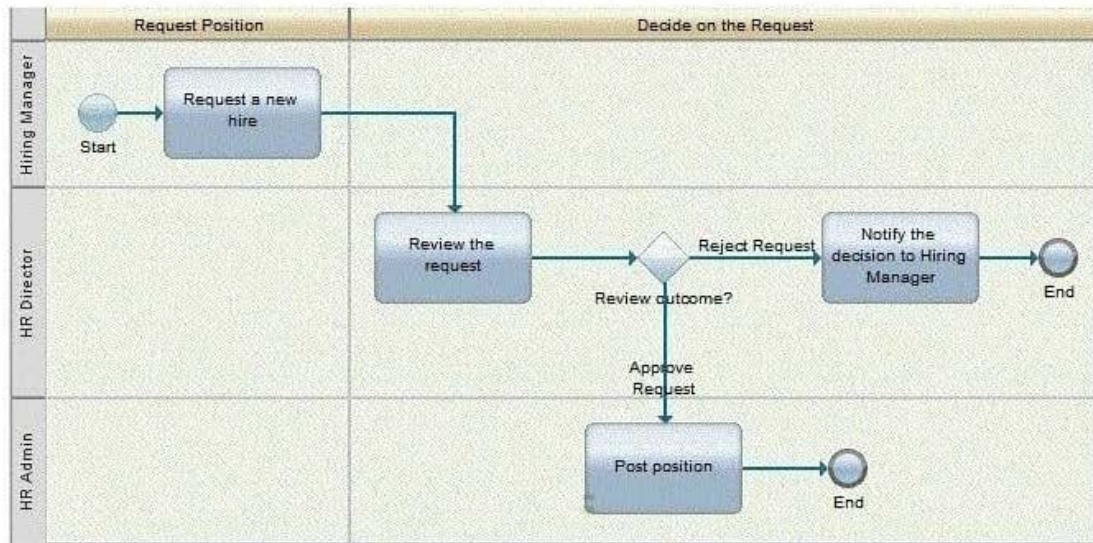 Request Position
Decide on the Request
Hiring Manager
Request a new
hire
Start
HR Director
Review the
request
Review outcome?
Reject Request
Notify the
decision to Hiring
Manager
End
Approve
Request
HR Admin
Post position
End